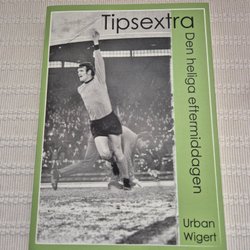 Tipsextra
Den heliga eftermiddagen
Urban
Wigert